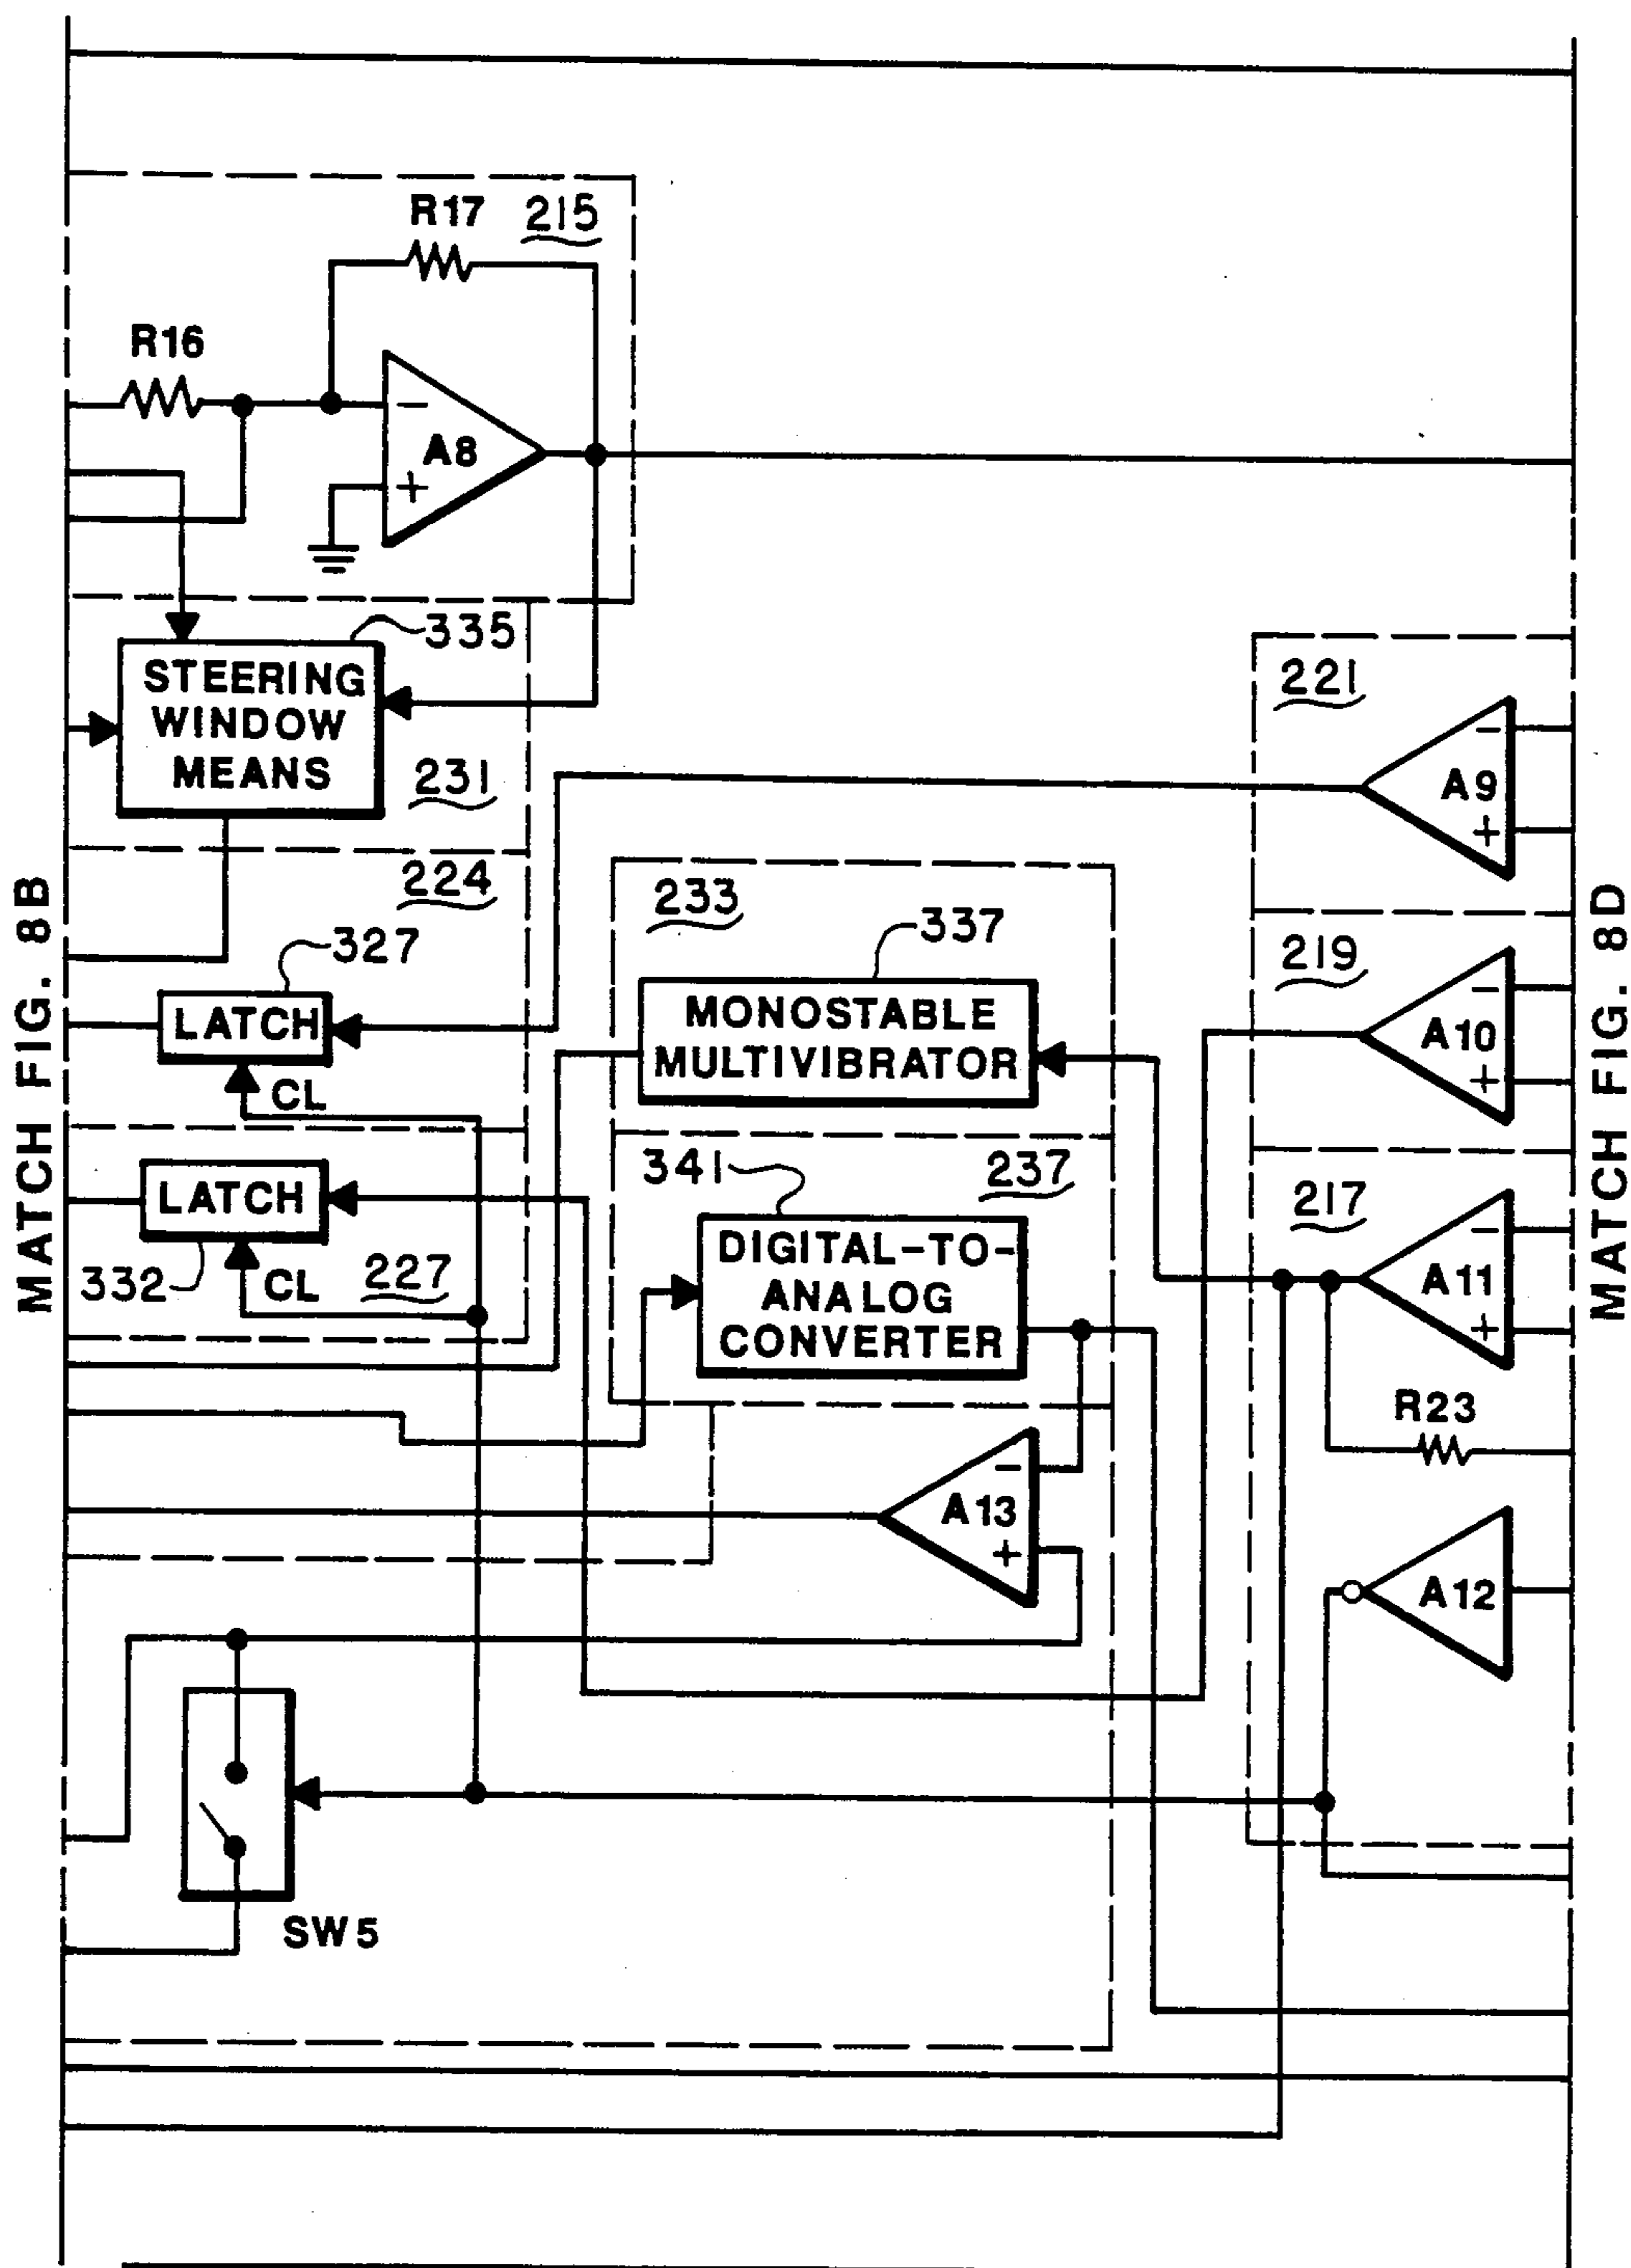 R17
215
R16
−
A8
+
335
STEERING
WINDOW
MEANS
231
221
−
A9
+
224
233
327
337
219
LATCH
MONOSTABLE
MULTIVIBRATOR
−
A10
+
CL
341
237
217
LATCH
332
CL
227
DIGITAL-TO-
ANALOG
CONVERTER
−
A11
+
R23
−
A13
+
A12
SW5
MATCH FIG. 8B
MATCH FIG. 8D